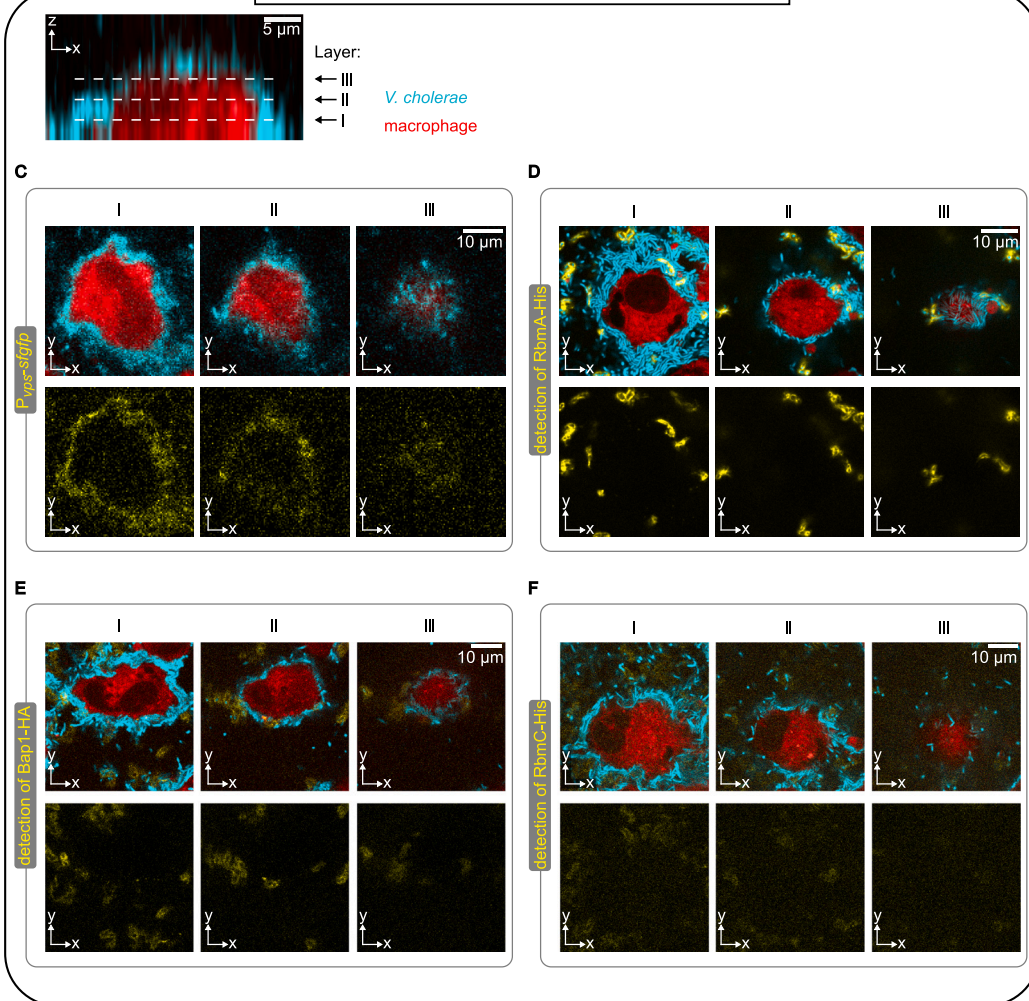 z
x
5 μm
Layer:
III
II
I
V. cholerae
macrophage
C
I
II
III
10 μm
Pvps-sfgfp
y
x
y
x
y
x
y
x
y
x
y
x
D
I
II
III
10 μm
detection of RbmA-His
y
x
y
x
y
x
y
x
y
x
y
x
E
I
II
III
10 μm
detection of Bap1-HA
y
x
y
x
y
x
y
x
y
x
y
x
F
I
II
III
10 μm
detection of RbmC-His
y
x
y
x
y
x
y
x
y
x
y
x